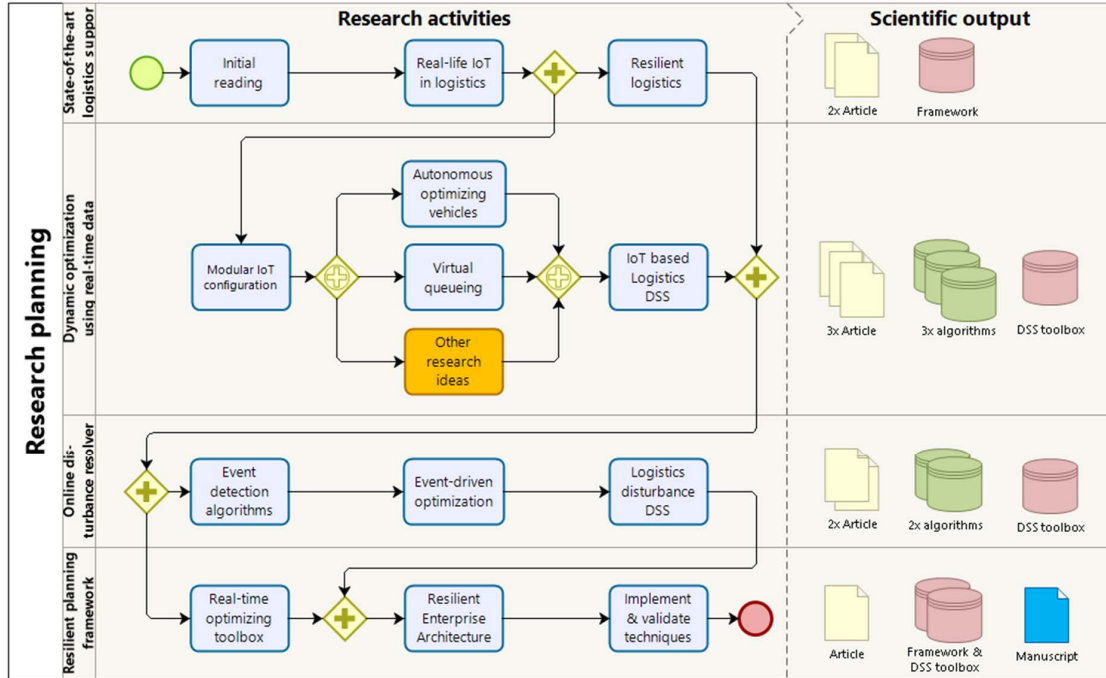 Research planning
Research activities
Scientific output
State-of-the-art
logistics suppor
Initial
reading
Real-life IoT
in logistics
Resilient
logistics
2x Article
Framework
Dynamic optimization
using real-time data
Modular IoT
configuration
Autonomous
optimizing
vehicles
Virtual
queueing
Other
research
ideas
IoT based
Logistics
DSS
3x Article
3x algorithms
DSS toolbox
Online dis-
turbance resolver
Event
detection
algorithms
Event-driven
optimization
Logistics
disturbance
DSS
2x Article
2x algorithms
DSS toolbox
Resilient planning
framework
Real-time
optimizing
toolbox
Resilient
Enterprise
Architecture
Implement
& validate
techniques
Article
Framework &
DSS toolbox
Manuscript